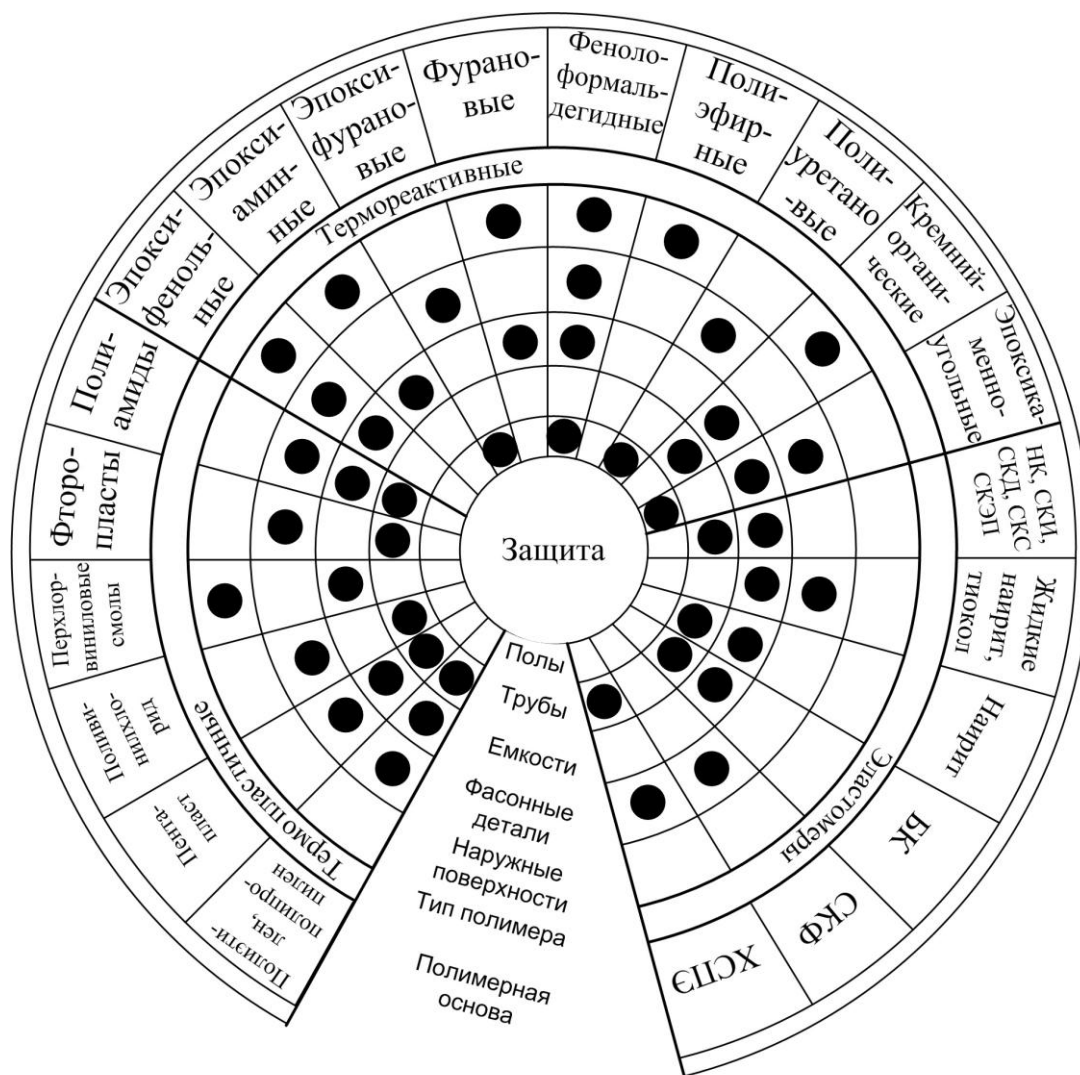 Феноло-
формаль-
дегидные
Поли-
эфир-
ные
Поли-
уретано
-вые
Кремний-
органи-
ческие
Эпоксика-
менно-
угольные
НК, СКИ,
СКД, СКС
СКЭП
Жидкие
наирит,
тиокол
Наирит
БК
СКФ
ХСПЭ
Фурано-
вые
Эпокси-
фурано-
вые
Эпокси-
амин-
ные
Эпокси-
феноль-
ные
Поли-
амиды
Фторо-
пласты
Перхлор-
виниловые
смолы
Поливи-
нилхло-
рид
Пента-
пласт
Полиэти-
лен,
полипро-
пилен
Термореактивные
Термопластичные
Эластомеры
Защита
Полы
Трубы
Емкости
Фасонные
детали
Наружные
поверхности
Тип полимера
Полимерная
основа